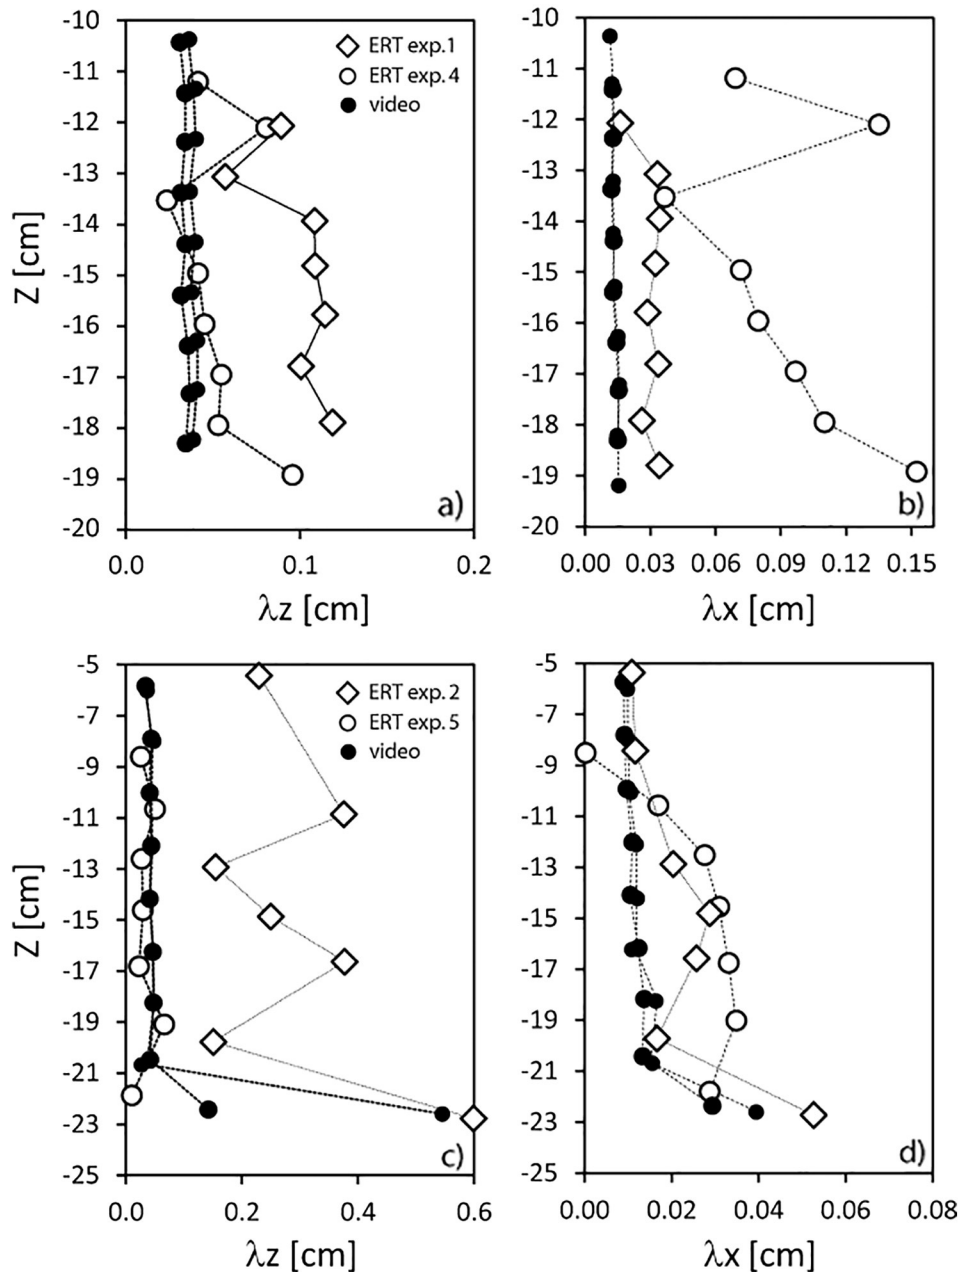 -10
-11
-12
-13
-14
-15
-16
-17
-18
-19
-20
Z [cm]
ERT exp.1
ERT exp.4
video
a)
0.0 0.1 0.2
λz [cm]
-10
-11
-12
-13
-14
-15
-16
-17
-18
-19
-20
b)
0.00 0.03 0.06 0.09 0.12 0.15
λx [cm]
-5
-7
-9
-11
-13
-15
-17
-19
-21
-23
-25
Z [cm]
ERT exp.2
ERT exp.5
video
c)
0.0 0.2 0.4 0.6
λz [cm]
-5
-7
-9
-11
-13
-15
-17
-19
-21
-23
-25
d)
0.00 0.02 0.04 0.06 0.08
λx [cm]